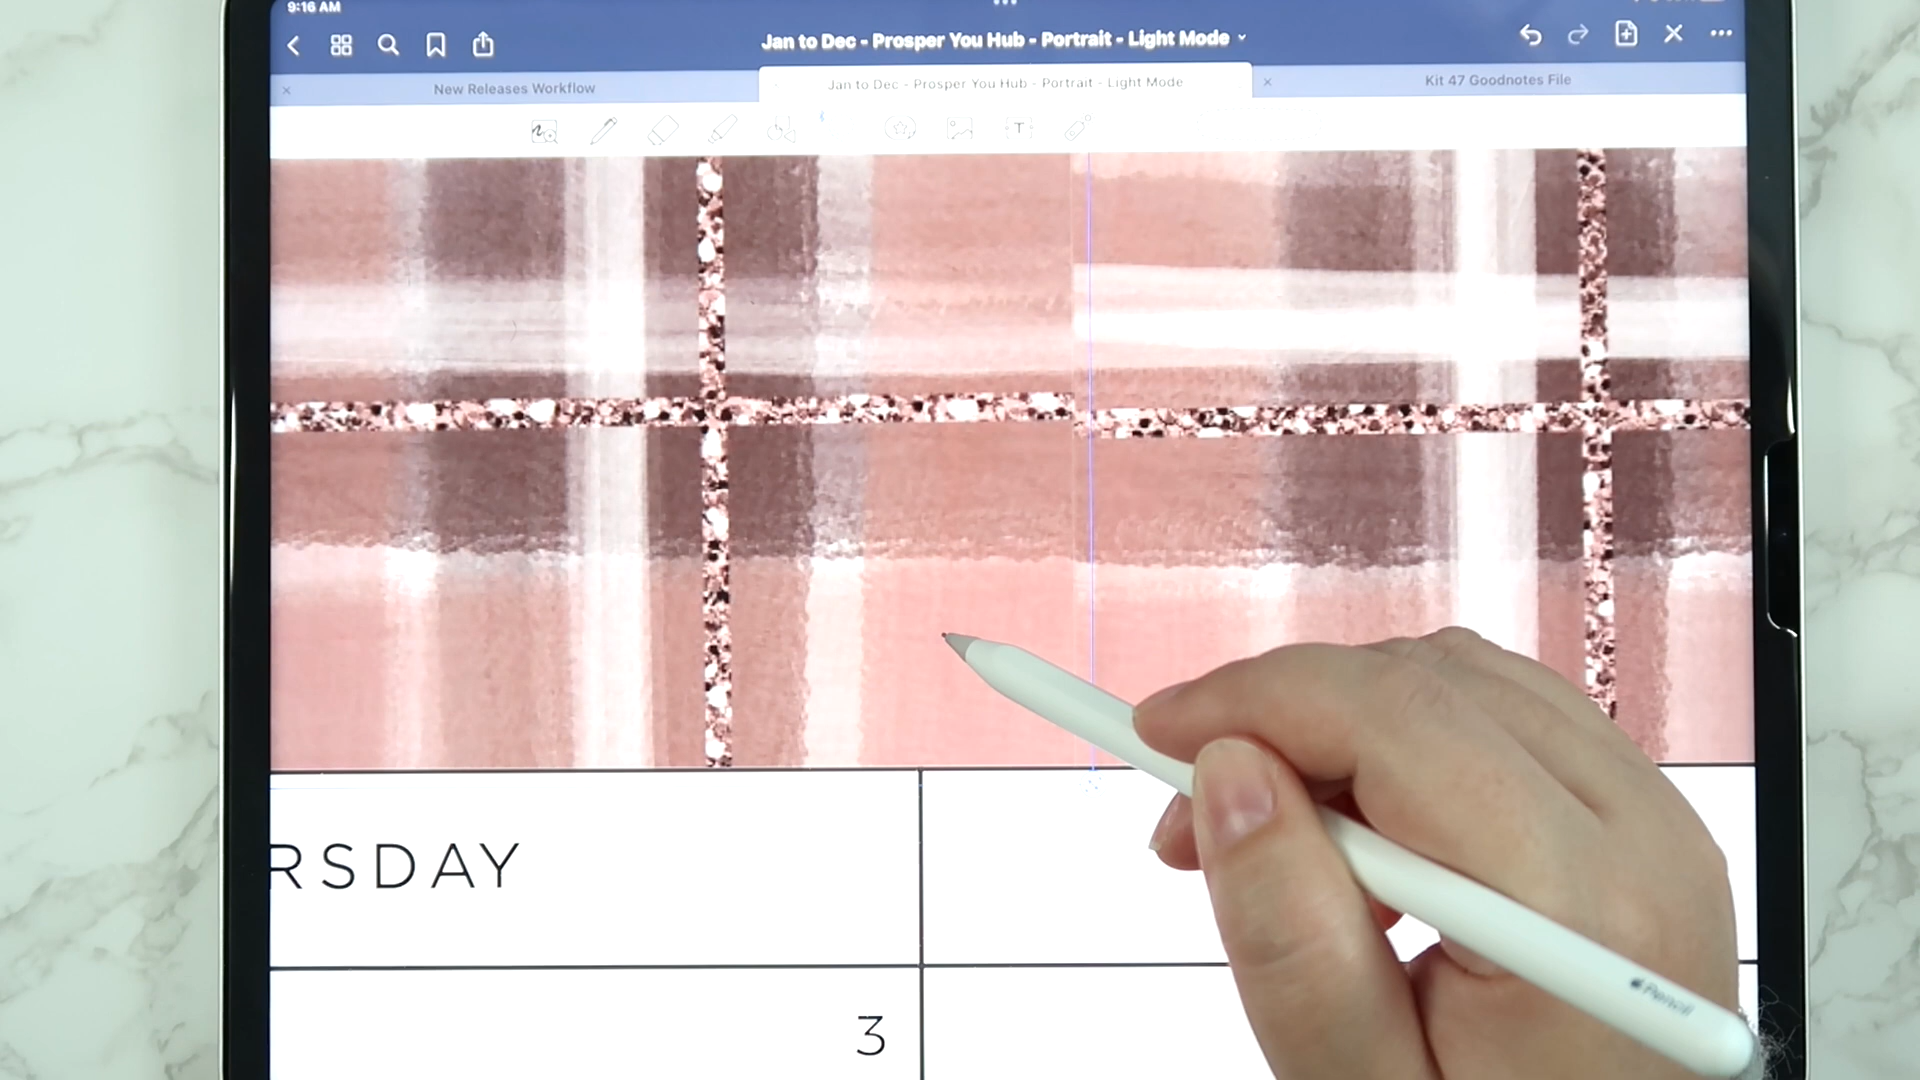 9:16 AM
Jan to Dec - Prosper You Hub - Portrait - Light Mode
New Releases Workflow
Jan to Dec - Prosper You Hub - Portrait - Light Mode
Kit 47 Goodnotes File
T
RSDAY
3
Pencil